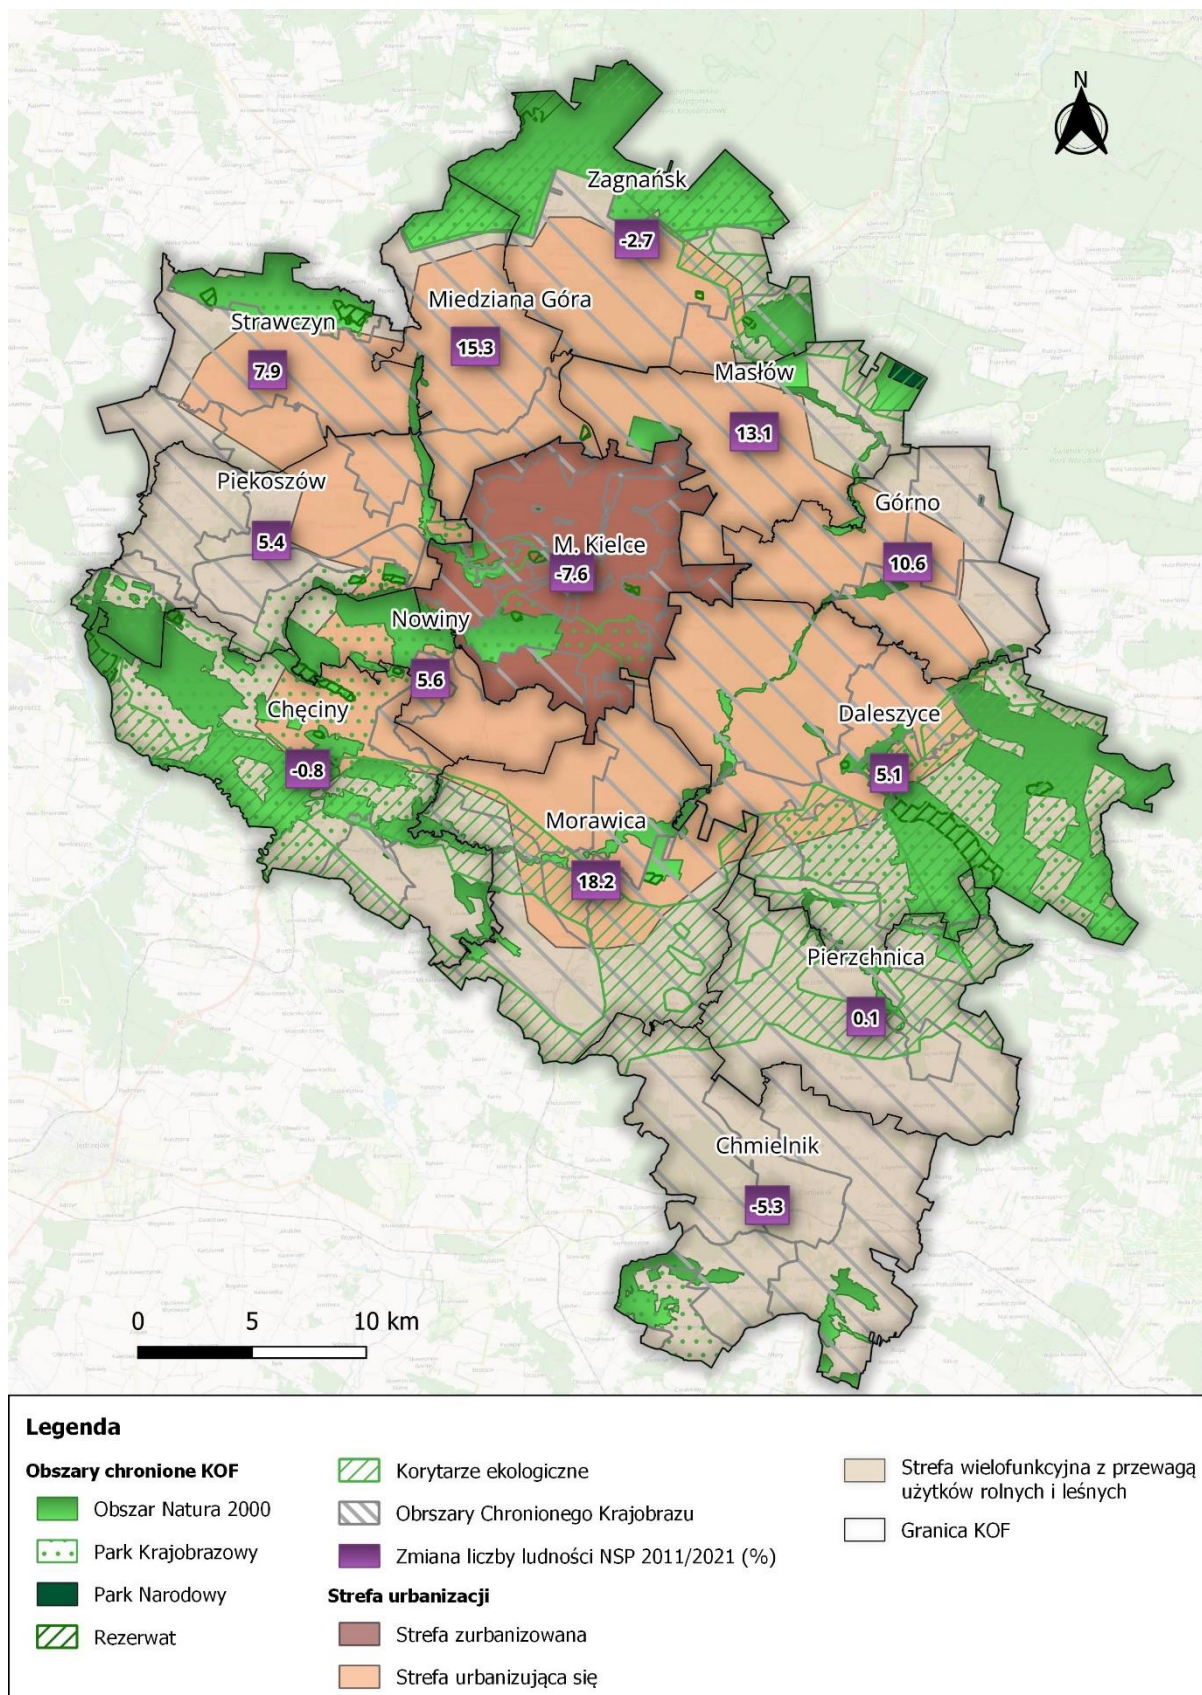 N
Zagnańsk
-2.7
Miedziana Góra
15.3
Strawczyn
7.9
Masłów
13.1
Piekoszów
5.4
Górno
10.6
M. Kielce
-7.6
Nowiny
5.6
Chęciny
-0.8
Daleszyce
5.1
Morawica
18.2
Pierzchnica
0.1
Chmielnik
-5.3
0 5 10 km
Legenda
Obszary chronione KOF
Obszar Natura 2000
Park Krajobrazowy
Park Narodowy
Rezerwat
Korytarze ekologiczne
Obrszary Chronionego Krajobrazu
Zmiana liczby ludności NSP 2011/2021 (%)
Strefa urbanizacji
Strefa zurbanizowana
Strefa urbanizująca się
Strefa wielofunkcyjna z przewagą
użytków rolnych i leśnych
Granica KOF